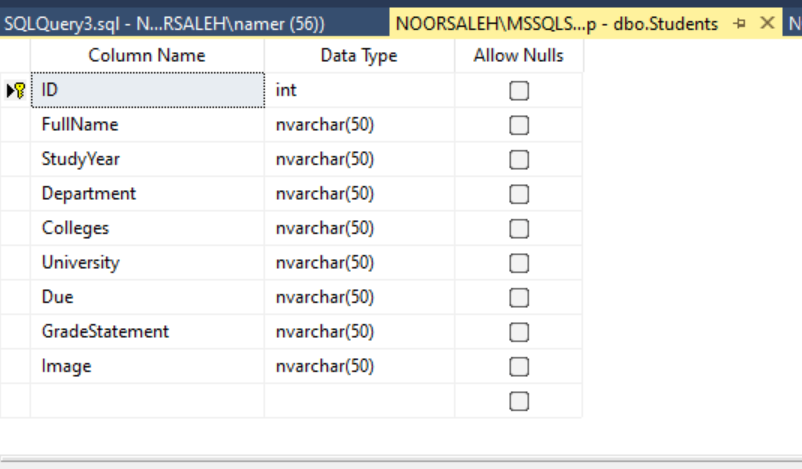 SQLQuery3.sql - N...RSALEH\namer (56)) NOORSALEH\MSSQLS...p - dbo.Students N
Column Name Data Type Allow Nulls
ID int
FullName nvarchar(50)
StudyYear nvarchar(50)
Department nvarchar(50)
Colleges nvarchar(50)
University nvarchar(50)
Due nvarchar(50)
GradeStatement nvarchar(50)
Image nvarchar(50)